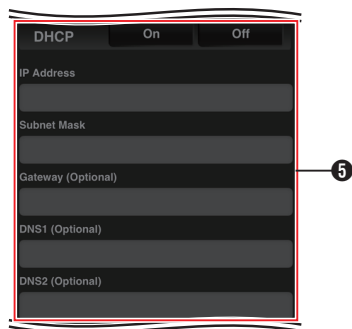 DHCP On Off
IP Address
Subnet Mask
Gateway (Optional)
DNS1 (Optional)
DNS2 (Optional)
5